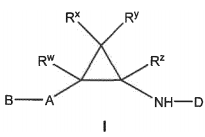 Rx Ry
Rw Rz
B A NH D
I